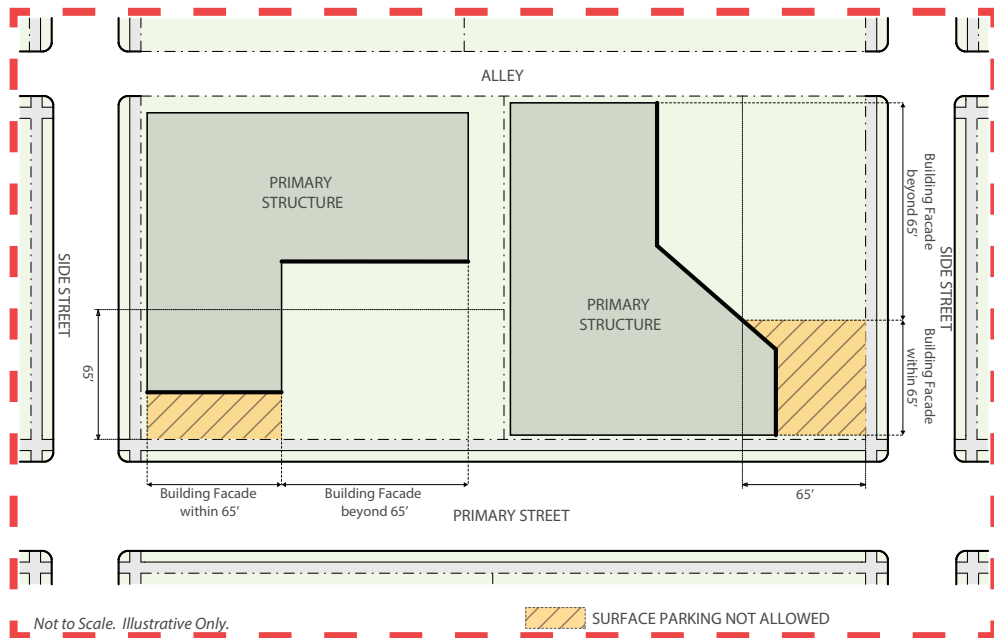 ALLEY
PRIMARY
STRUCTURE
Building Facade
beyond 65'
SIDE STREET
SIDE STREET
PRIMARY
STRUCTURE
65'
Building Facade
within 65'
Building Facade
within 65'
Building Facade
beyond 65'
65'
PRIMARY STREET
Not to Scale. Illustrative Only.
SURFACE PARKING NOT ALLOWED